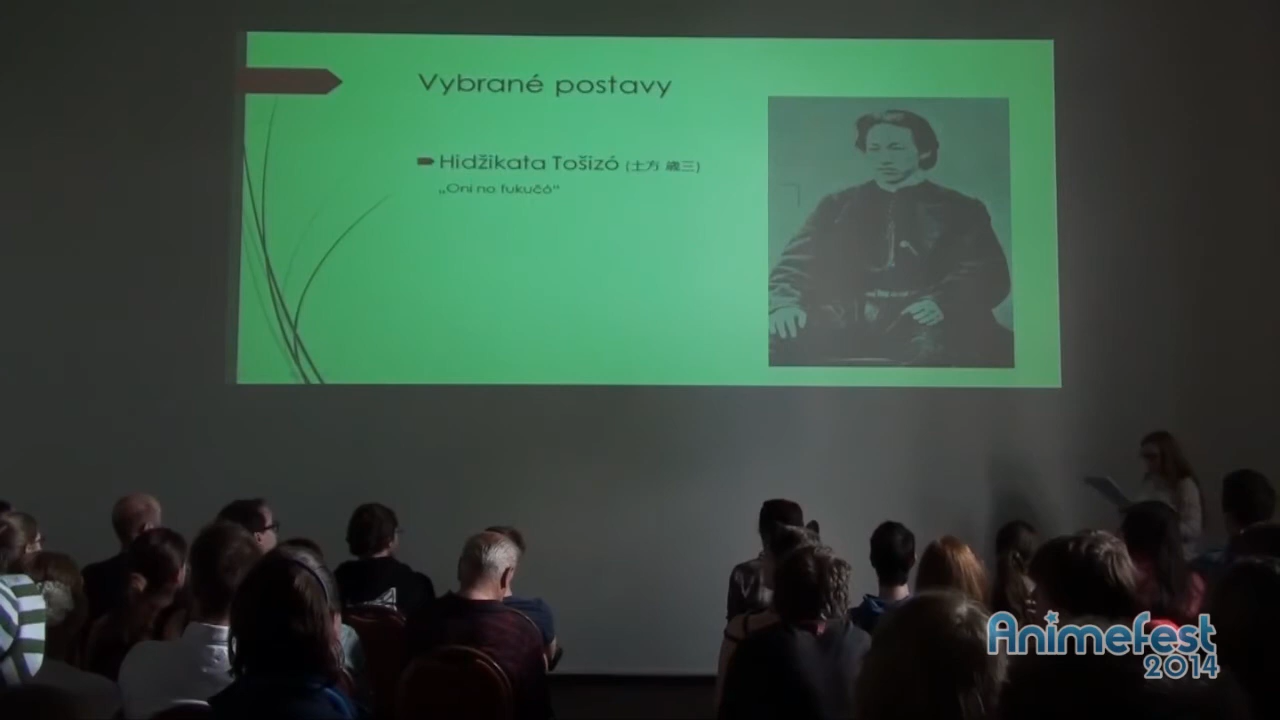 Vybrané postavy
Hidžikata Tošizó (土方 歳三)
„Oni no fukučó“
Animefest
2014